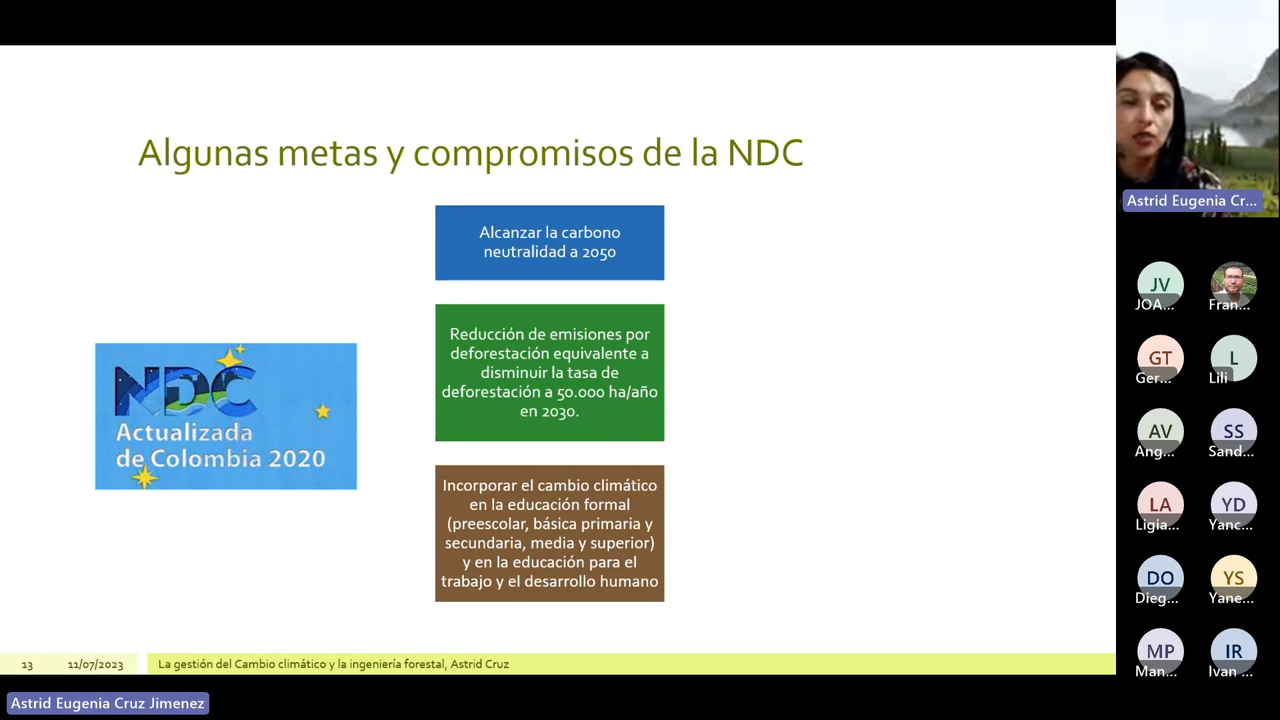 Algunas metas y compromisos de la NDC
Alcanzar la carbono
neutralidad a 2050
Reducción de emisiones por
deforestación equivalente a
disminuir la tasa de
deforestación a 50.000 ha/año
en 2030.
Incorporar el cambio climático
en la educación formal
(preescolar, básica primaria y
secundaria, media y superior)
y en la educación para el
trabajo y el desarrollo humano
NDC
Actualizada
de Colombia 2020
13 11/07/2023 La gestión del Cambio climático y la ingeniería forestal, Astrid Cruz
Astrid Eugenia Cruz Jimenez
Astrid Eugenia Cr...
JV
JOA... Fran...
GT L
Ger... Lili
AV SS
Ang... Sand...
LA YD
Ligia... Yanc...
DO YS
Dieg... Yane...
MP IR
Man... Ivan ...